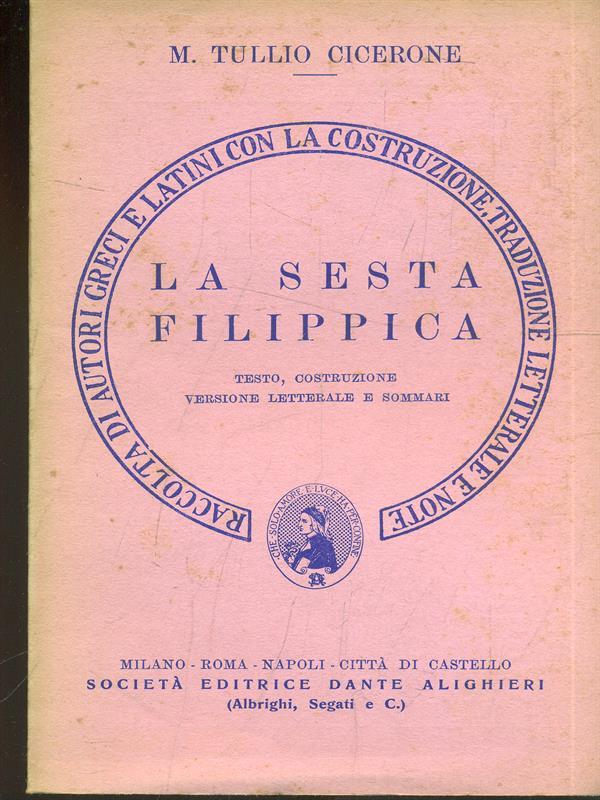 M. TULLIO CICERONE
RACCOLTA DI AUTORI GRECI E LATINI CON LA COSTRUZIONE, TRADUZIONE LETTERALE E NOTE
LA SESTA
FILIPPICA
TESTO, COSTRUZIONE
VERSIONE LETTERALE E SOMMARI
CHE·SOLO·AMORE·E·LVCE·HA·PER·CONFINE
MILANO - ROMA - NAPOLI - CITTÀ DI CASTELLO
SOCIETÀ EDITRICE DANTE ALIGHIERI
(Albrighi, Segati e C.)